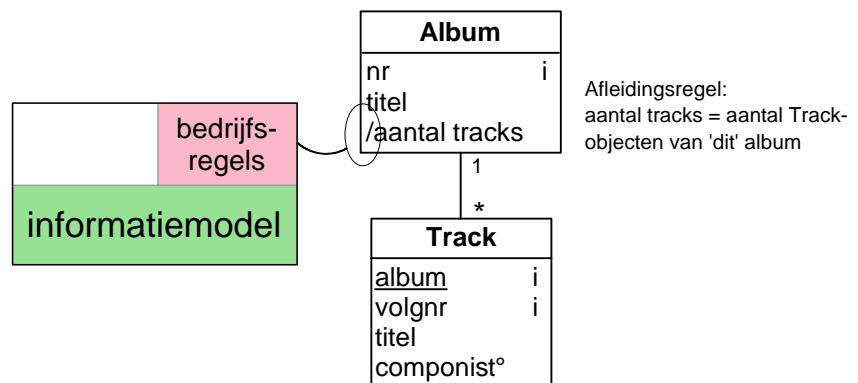 Album
nr i
titel
/aantal tracks
Afleidingsregel:
aantal tracks = aantal Track-
objecten van 'dit' album
bedrijfs-
regels
informatiemodel
1
*
Track
album i
volgnr i
titel
componist°